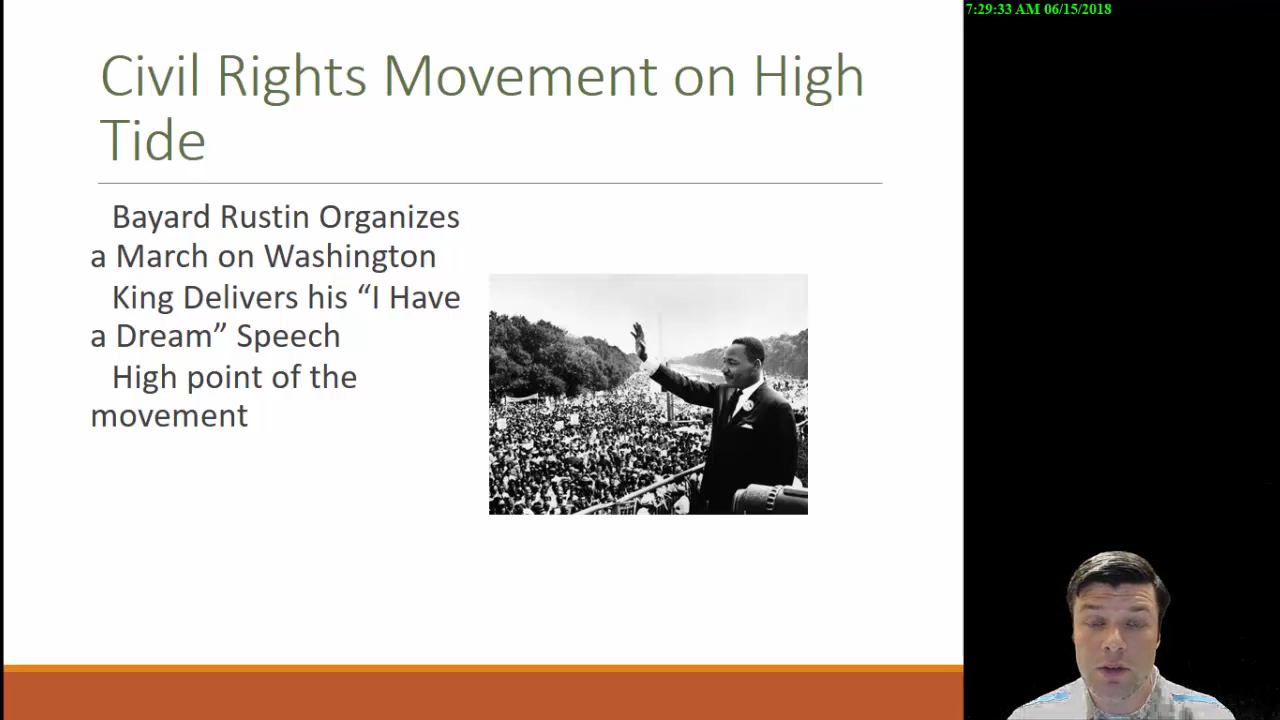 Civil Rights Movement on High
Tide
Bayard Rustin Organizes
a March on Washington
King Delivers his “I Have
a Dream” Speech
High point of the
movement
7:29:33 AM 06/15/2018